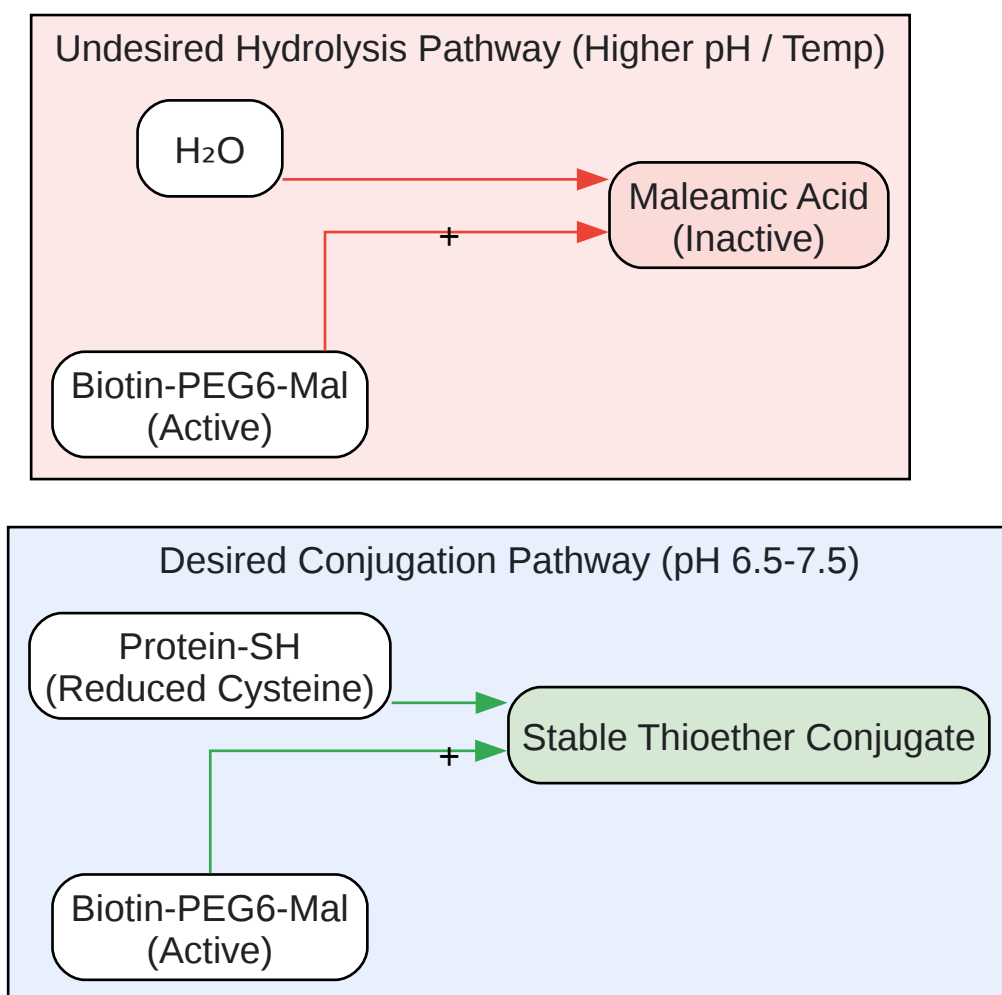 Undesired Hydrolysis Pathway (Higher pH / Temp)
H₂O
Maleamic Acid
(Inactive)
+
Biotin-PEG6-Mal
(Active)
Desired Conjugation Pathway (pH 6.5-7.5)
Protein-SH
(Reduced Cysteine)
Stable Thioether Conjugate
+
Biotin-PEG6-Mal
(Active)